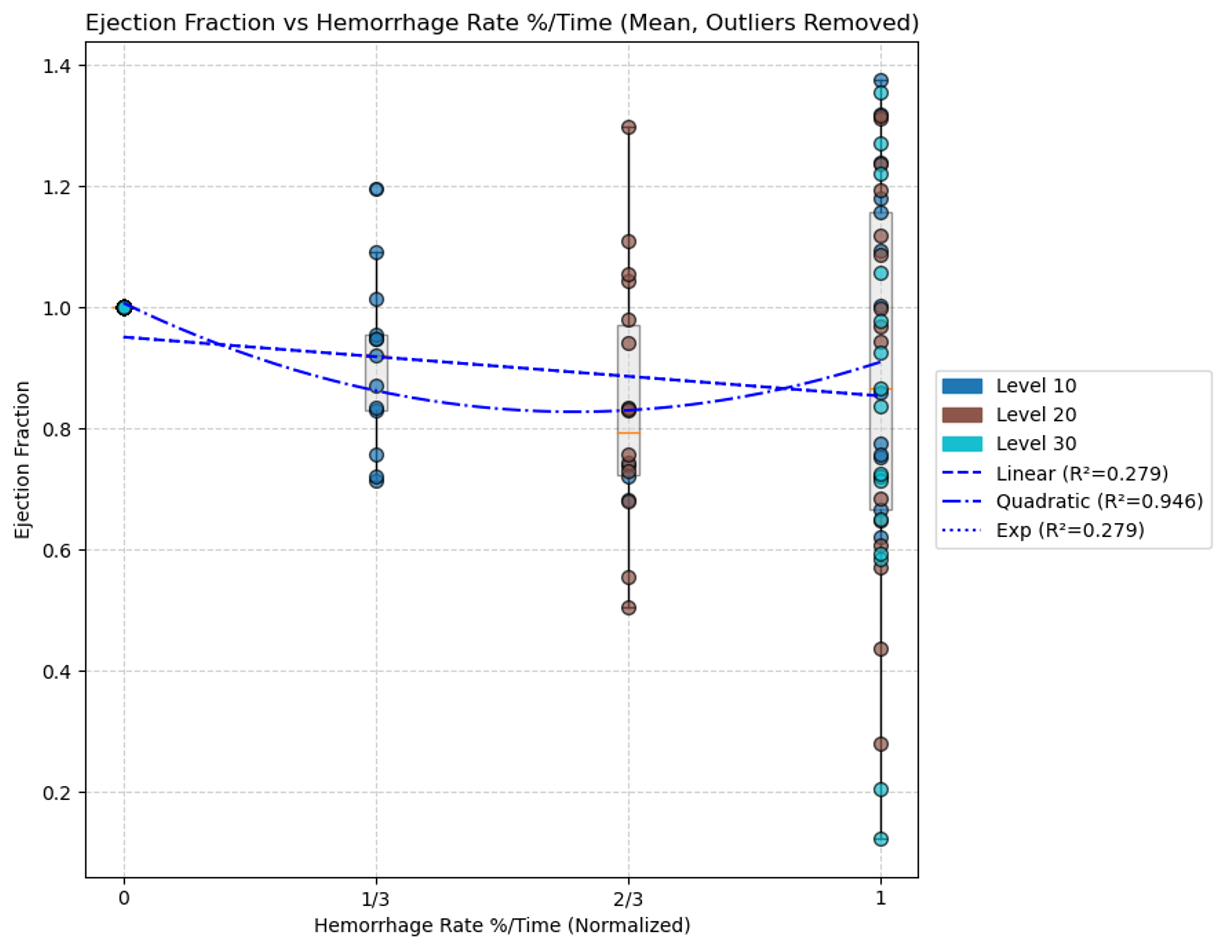 Ejection Fraction vs Hemorrhage Rate %/Time (Mean, Outliers Removed)
1.4
1.2
1.0
0.8
0.6
0.4
0.2
Ejection Fraction
0
1/3
2/3
1
Hemorrhage Rate %/Time (Normalized)
Level 10
Level 20
Level 30
Linear (R²=0.279)
Quadratic (R²=0.946)
Exp (R²=0.279)